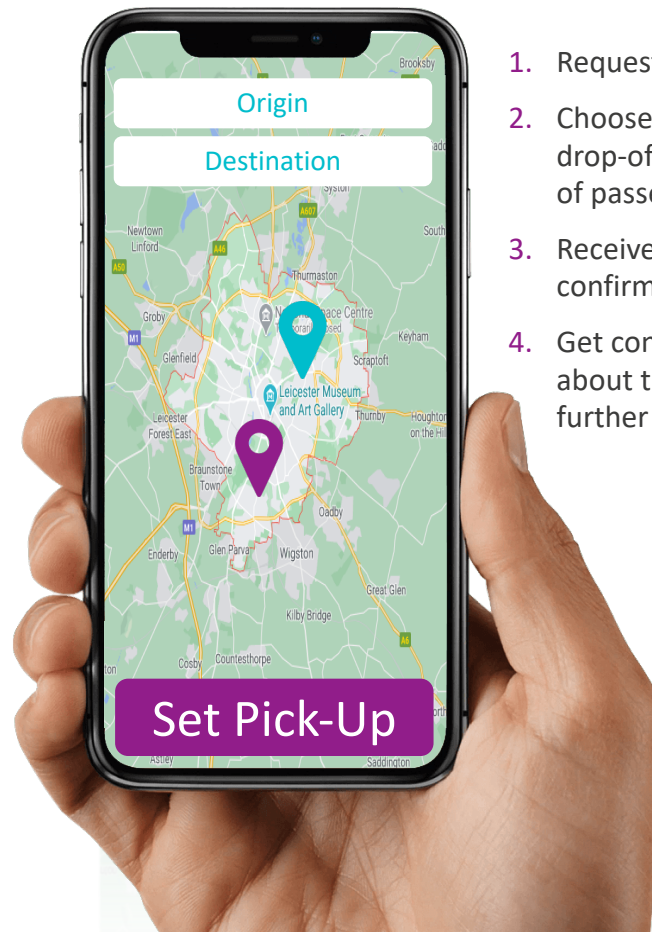 Origin
Destination
Brooksby
Syston
A607
South
Newtown
Linford
A46
A50
Thurmaston
Groby
M1
Keyham
Glenfield
Scraptoft
Leicester Museum
and Art Gallery
Thurnby
Houghton
on the Hill
Leicester
Forest East
Braunstone
Town
Oadby
M1
Enderby
Glen Parva
Wigston
Great Glen
Kilby Bridge
A6
Cosby
Countesthorpe
Set Pick-Up
Astley
Saddington
1. Request
2. Choose
drop-of
of passe
3. Receive
confirm
4. Get con
about t
further